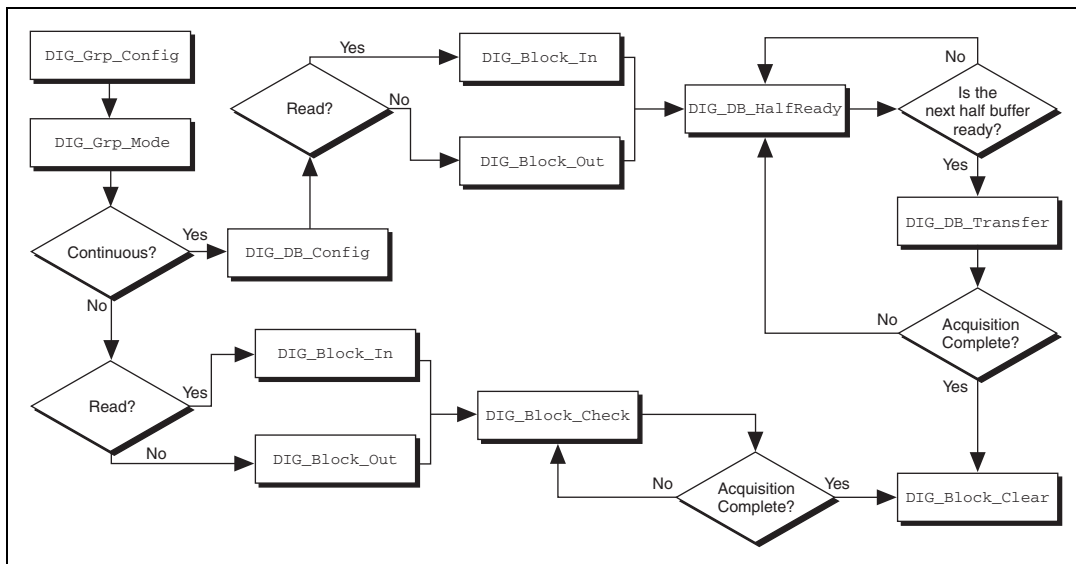 DIG_Grp_Config
DIG_Grp_Mode
Continuous?
Yes
No
DIG_DB_Config
Read?
Yes
No
DIG_Block_In
DIG_Block_Out
DIG_DB_HalfReady
No
Is the
next half buffer
ready?
Yes
DIG_DB_Transfer
No
Acquisition
Complete?
Yes
Read?
Yes
No
DIG_Block_In
DIG_Block_Out
DIG_Block_Check
No
Acquisition
Complete?
Yes
DIG_Block_Clear